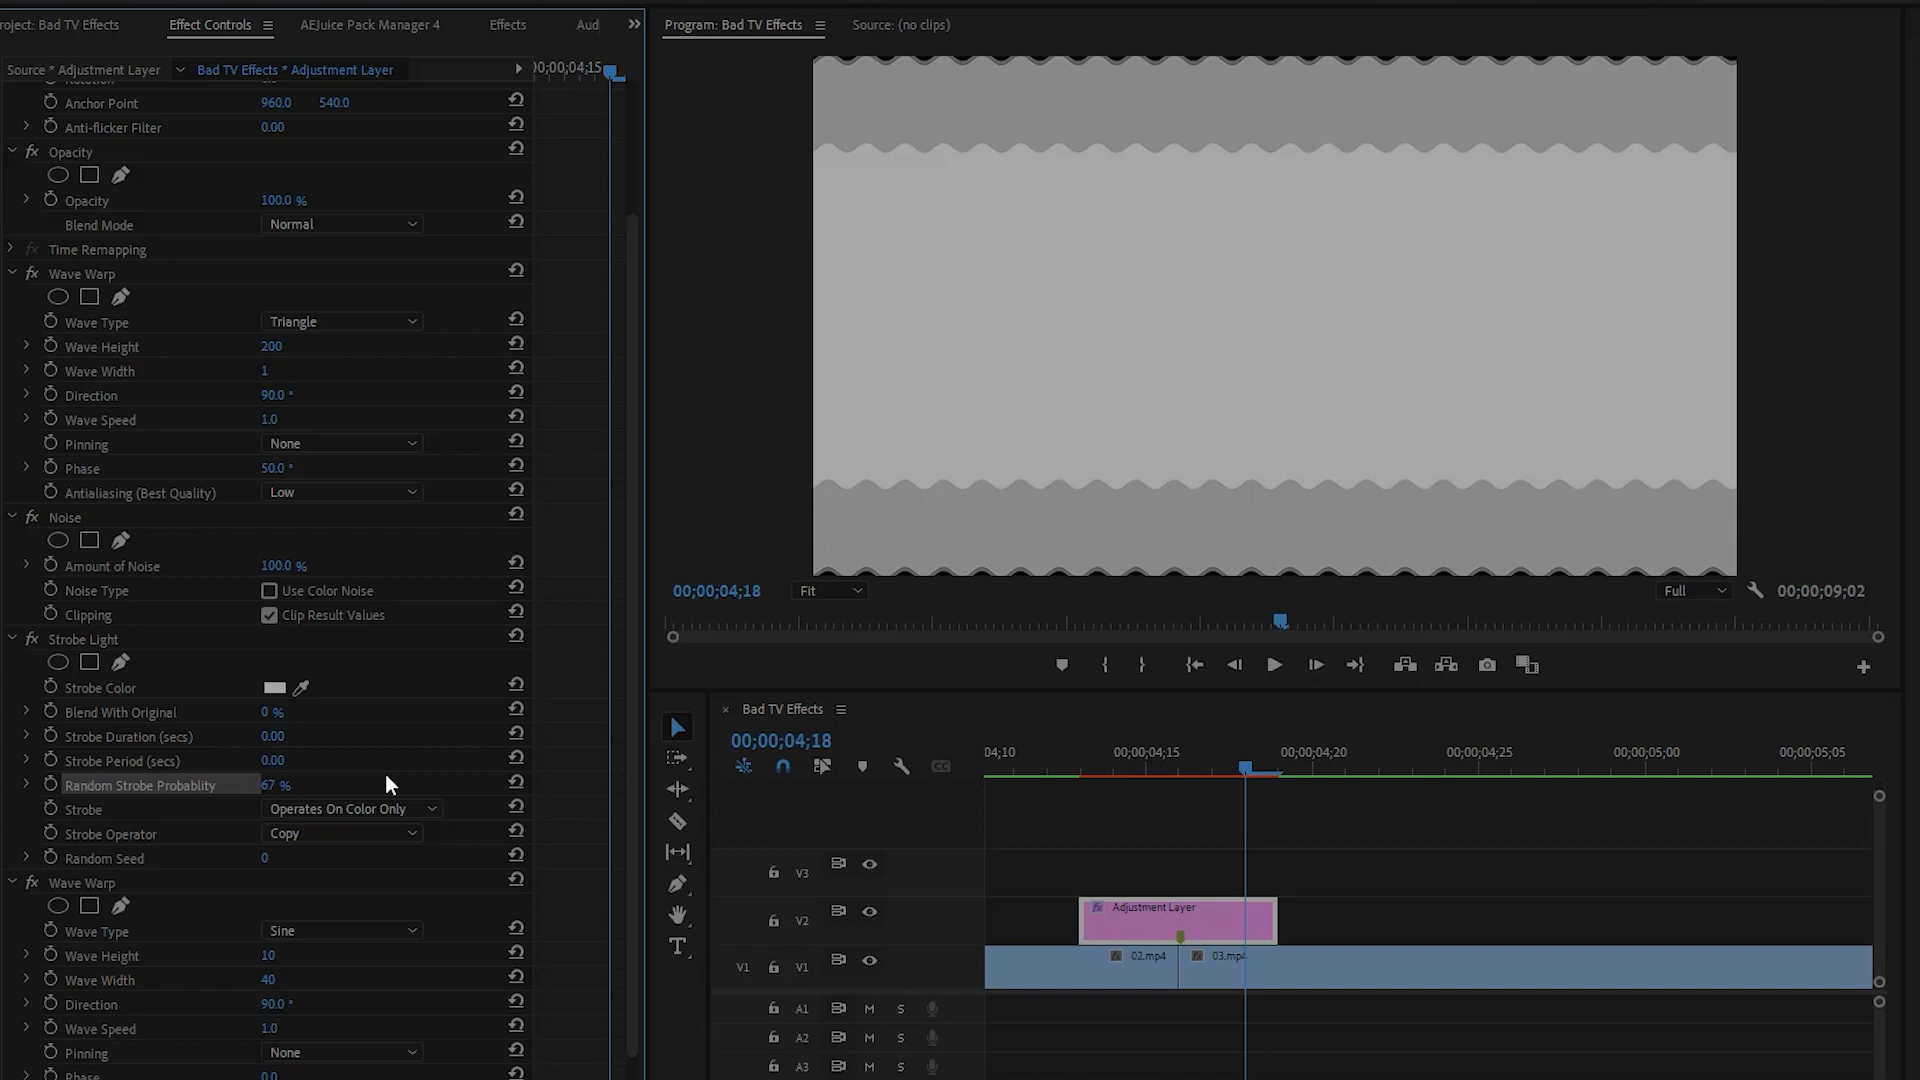 roject: Bad TV Effects
Effect Controls
AEJuice Pack Manager 4
Effects
Aud
Program: Bad TV Effects
Source: (no clips)
Source * Adjustment Layer
Bad TV Effects * Adjustment Layer
00;00;04;15
Rotation
Anchor Point 960.0 540.0
Anti-flicker Filter 0.00
fx Opacity
Opacity 100.0 %
Blend Mode Normal
fx Time Remapping
fx Wave Warp
Wave Type Triangle
Wave Height 200
Wave Width 1
Direction 90.0 °
Wave Speed 1.0
Pinning None
Phase 50.0 °
Antialiasing (Best Quality) Low
fx Noise
Amount of Noise 100.0 %
Noise Type Use Color Noise
Clipping Clip Result Values
fx Strobe Light
Strobe Color
Blend With Original 0 %
Strobe Duration (secs) 0.00
Strobe Period (secs) 0.00
Random Strobe Probablity 67 %
Strobe Operates On Color Only
Strobe Operator Copy
Random Seed 0
fx Wave Warp
Wave Type Sine
Wave Height 10
Wave Width 40
Direction 90.0 °
Wave Speed 1.0
Pinning None
Phase 0.0
00;00;04;18 Fit Full 00;00;09;02
× Bad TV Effects
00;00;04;18
04;10 00;00;04;15 00;00;04;20 00;00;04;25 00;00;05;00 00;00;05;05
V3
V2
fx Adjustment Layer
V1 V1
fx 02.mp4 fx 03.mp4
A1 M S
A2 M S
A3 M S